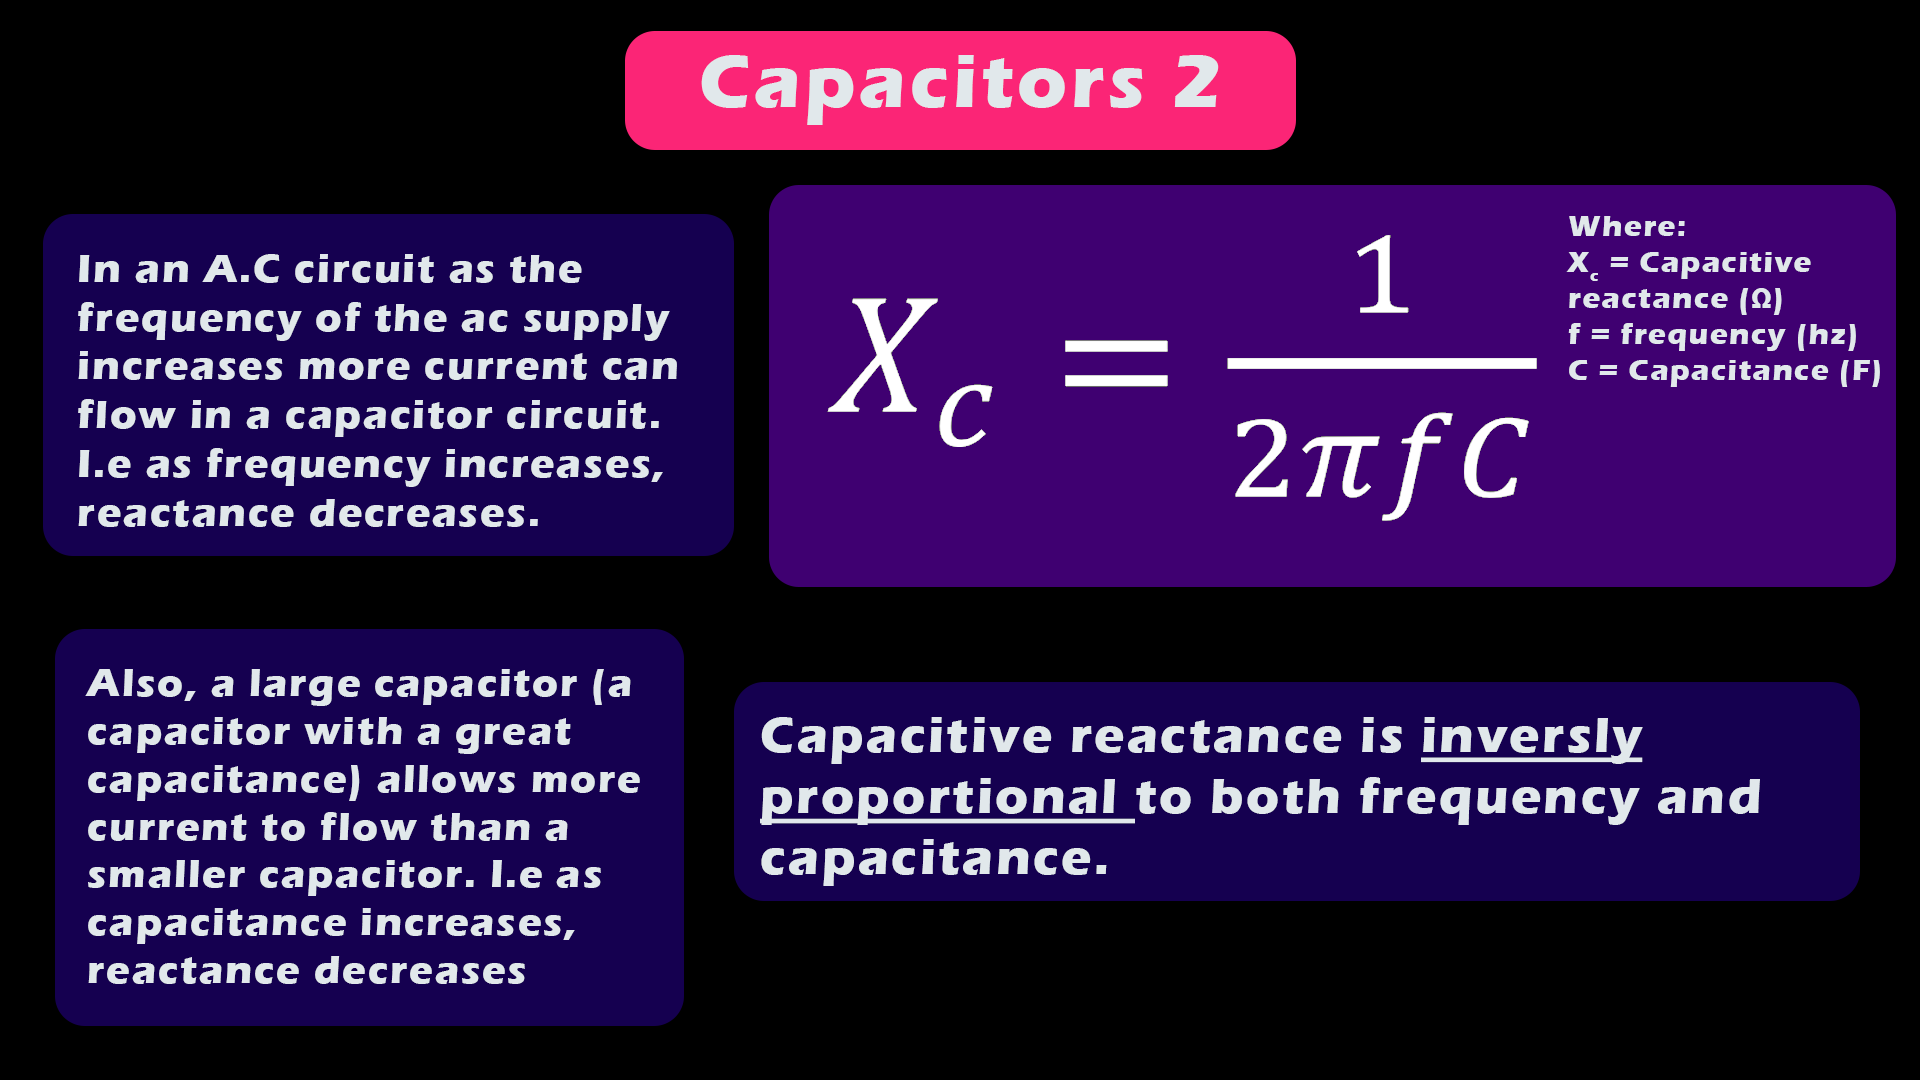 Capacitors 2
In an A.C circuit as the
frequency of the ac supply
increases more current can
flow in a capacitor circuit.
I.e as frequency increases,
reactance decreases.
X_c = 1 / 2πfC
Where:
X_c = Capacitive
reactance (Ω)
f = frequency (hz)
C = Capacitance (F)
Also, a large capacitor (a
capacitor with a great
capacitance) allows more
current to flow than a
smaller capacitor. I.e as
capacitance increases,
reactance decreases
Capacitive reactance is inversly
proportional to both frequency and
capacitance.